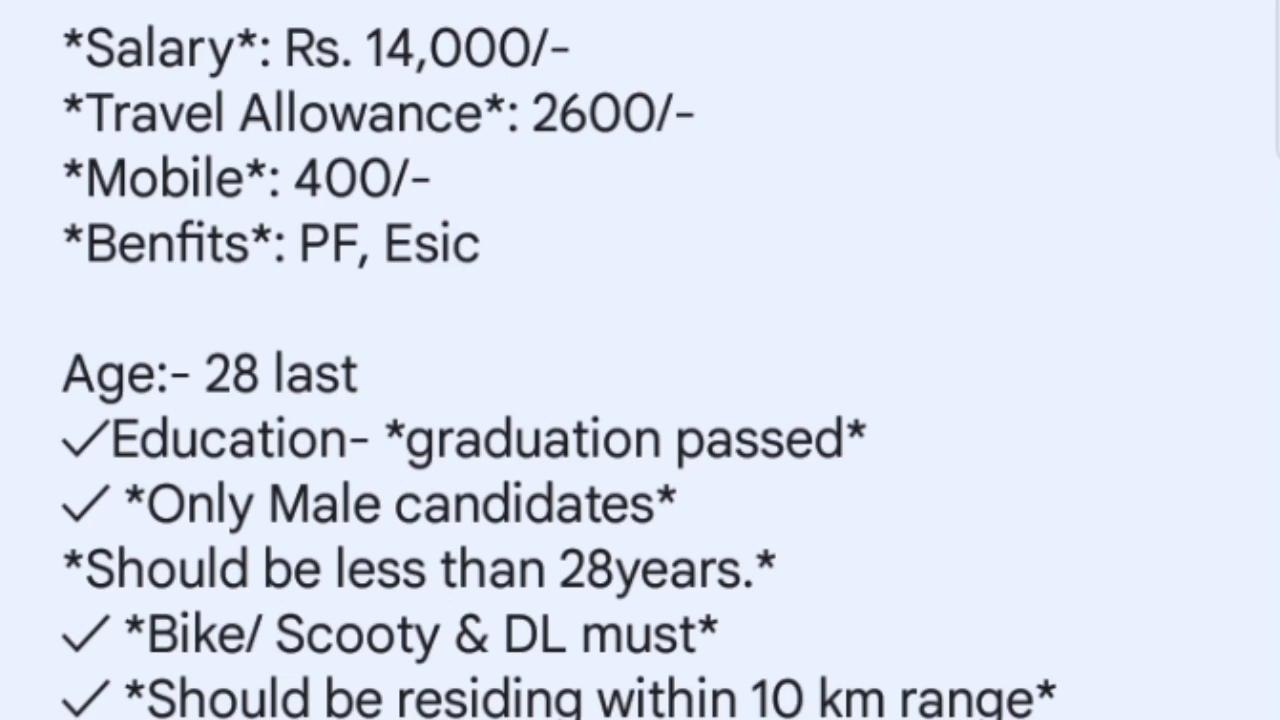 *Salary*: Rs. 14,000/-
*Travel Allowance*: 2600/-
*Mobile*: 400/-
*Benfits*: PF, Esic
Age:- 28 last
✓Education- *graduation passed*
✓ *Only Male candidates*
*Should be less than 28years.*
✓ *Bike/ Scooty & DL must*
✓ *Should be residing within 10 km range*